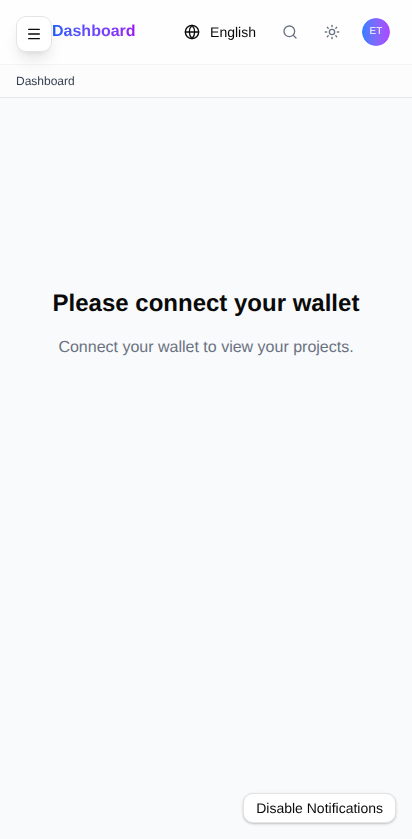 Dashboard
English
ET
Dashboard
Please connect your wallet
Connect your wallet to view your projects.
Disable Notifications